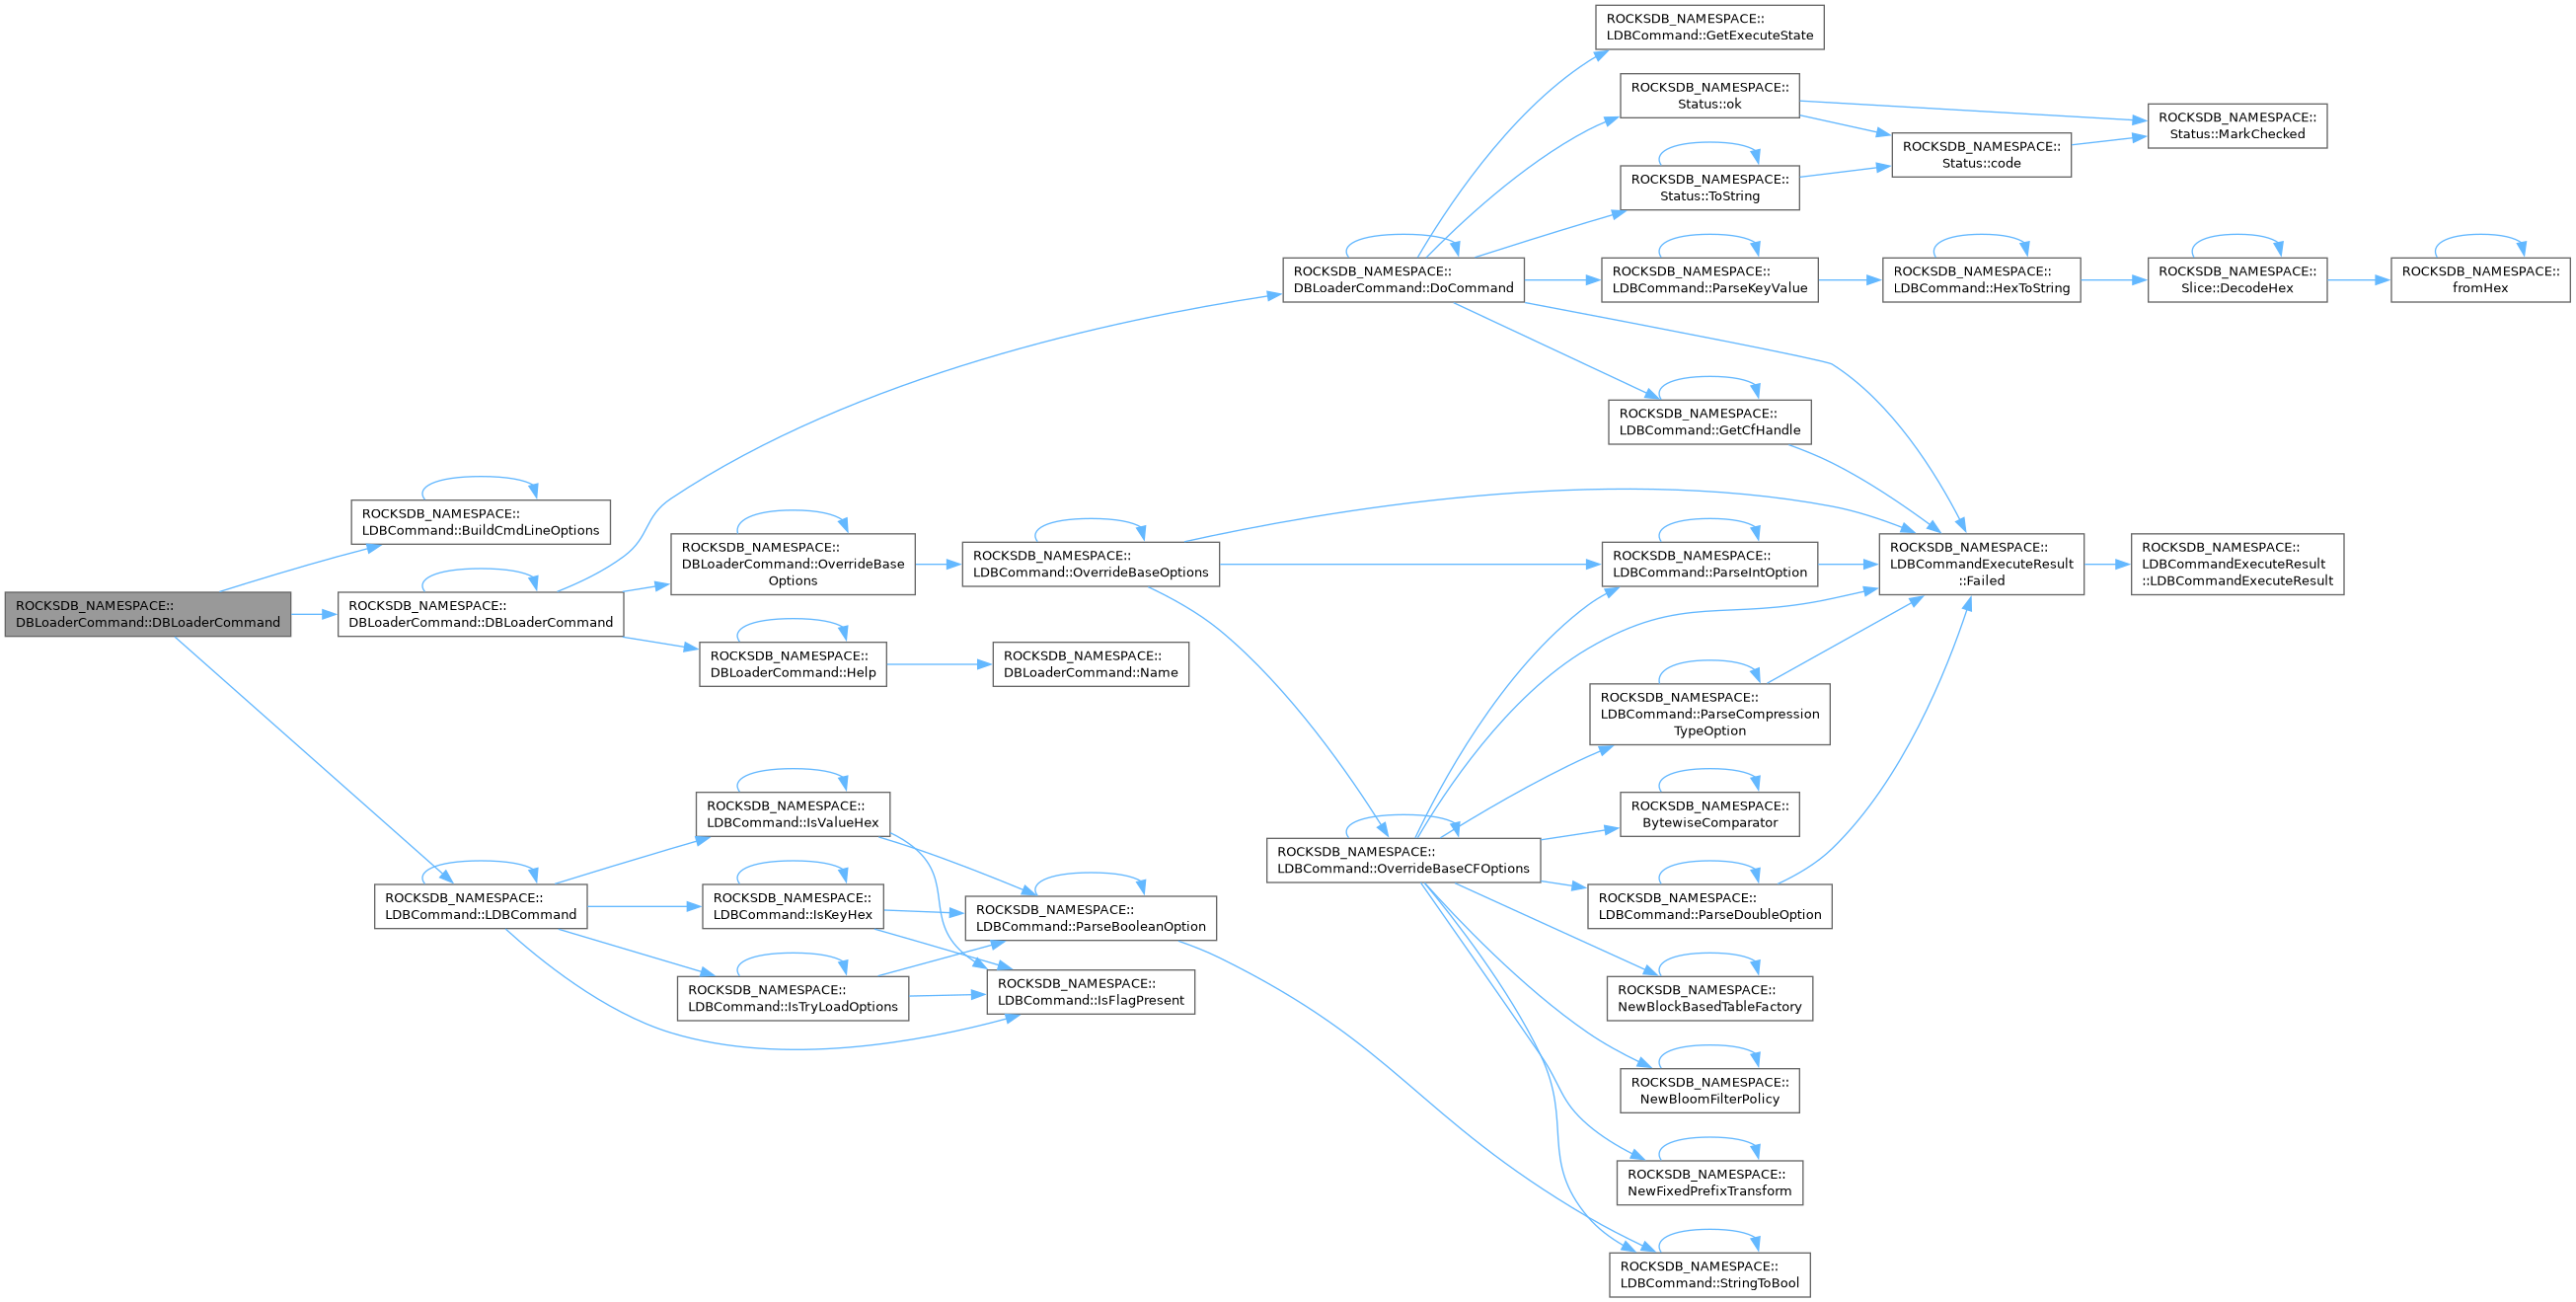 ROCKSDB_NAMESPACE::
LDBCommand::GetExecuteState
ROCKSDB_NAMESPACE::
Status::ok
ROCKSDB_NAMESPACE::
Status::MarkChecked
ROCKSDB_NAMESPACE::
Status::code
ROCKSDB_NAMESPACE::
Status::ToString
ROCKSDB_NAMESPACE::
DBLoaderCommand::DoCommand
ROCKSDB_NAMESPACE::
LDBCommand::ParseKeyValue
ROCKSDB_NAMESPACE::
LDBCommand::HexToString
ROCKSDB_NAMESPACE::
Slice::DecodeHex
ROCKSDB_NAMESPACE::
fromHex
ROCKSDB_NAMESPACE::
LDBCommand::GetCfHandle
ROCKSDB_NAMESPACE::
LDBCommand::BuildCmdLineOptions
ROCKSDB_NAMESPACE::
DBLoaderCommand::OverrideBase
Options
ROCKSDB_NAMESPACE::
LDBCommand::OverrideBaseOptions
ROCKSDB_NAMESPACE::
LDBCommand::ParseIntOption
ROCKSDB_NAMESPACE::
LDBCommandExecuteResult
::Failed
ROCKSDB_NAMESPACE::
LDBCommandExecuteResult
::LDBCommandExecuteResult
ROCKSDB_NAMESPACE::
DBLoaderCommand::DBLoaderCommand
ROCKSDB_NAMESPACE::
DBLoaderCommand::DBLoaderCommand
ROCKSDB_NAMESPACE::
DBLoaderCommand::Help
ROCKSDB_NAMESPACE::
DBLoaderCommand::Name
ROCKSDB_NAMESPACE::
LDBCommand::ParseCompression
TypeOption
ROCKSDB_NAMESPACE::
LDBCommand::IsValueHex
ROCKSDB_NAMESPACE::
BytewiseComparator
ROCKSDB_NAMESPACE::
LDBCommand::OverrideBaseCFOptions
ROCKSDB_NAMESPACE::
LDBCommand::LDBCommand
ROCKSDB_NAMESPACE::
LDBCommand::IsKeyHex
ROCKSDB_NAMESPACE::
LDBCommand::ParseBooleanOption
ROCKSDB_NAMESPACE::
LDBCommand::ParseDoubleOption
ROCKSDB_NAMESPACE::
LDBCommand::IsTryLoadOptions
ROCKSDB_NAMESPACE::
LDBCommand::IsFlagPresent
ROCKSDB_NAMESPACE::
NewBlockBasedTableFactory
ROCKSDB_NAMESPACE::
NewBloomFilterPolicy
ROCKSDB_NAMESPACE::
NewFixedPrefixTransform
ROCKSDB_NAMESPACE::
LDBCommand::StringToBool